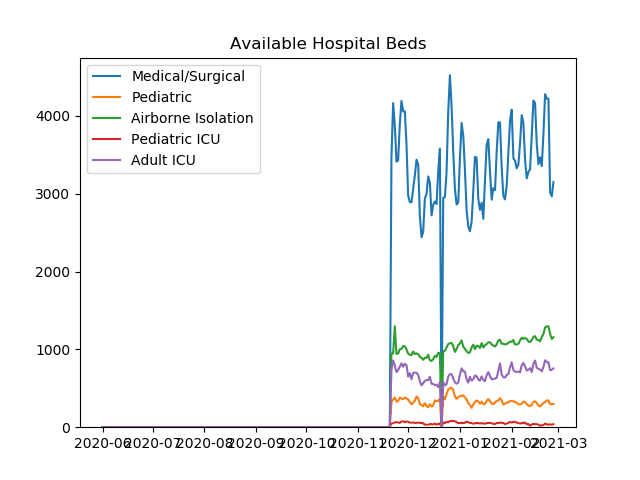 Available Hospital Beds
Medical/Surgical
Pediatric
Airborne Isolation
Pediatric ICU
Adult ICU
4000
3000
2000
1000
0
2020-06 2020-07 2020-08 2020-09 2020-10 2020-11 2020-12 2021-01 2021-02 2021-03